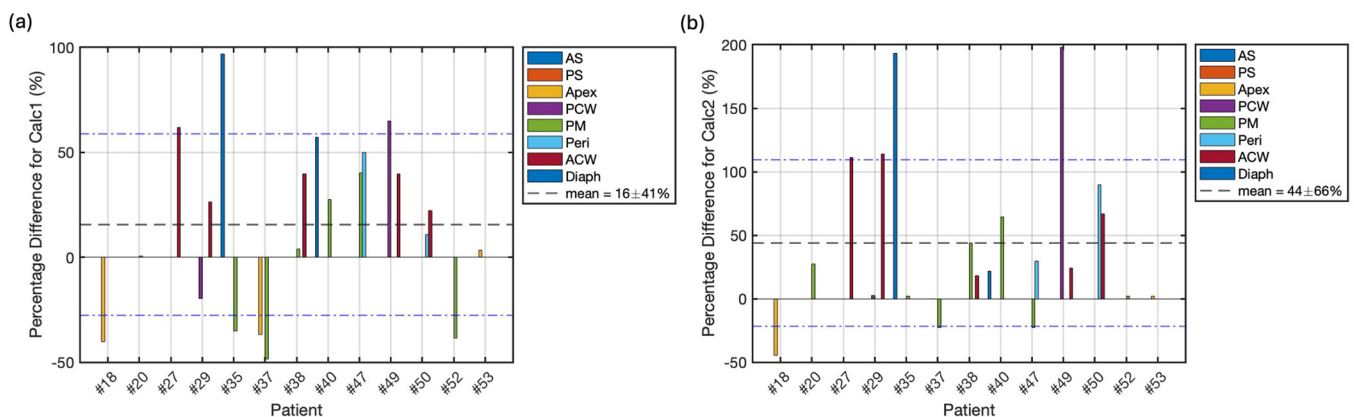 (a)
Percentage Difference for Calc1 (%)
100
50
0
-50
#18 #20 #27 #29 #35 #37 #38 #40 #47 #49 #50 #52 #53
Patient
AS
PS
Apex
PCW
PM
Peri
ACW
Diaph
mean = 16±41%
(b)
Percentage Difference for Calc2 (%)
200
150
100
50
0
-50
#18 #20 #27 #29 #35 #37 #38 #40 #47 #49 #50 #52 #53
Patient
AS
PS
Apex
PCW
PM
Peri
ACW
Diaph
mean = 44±66%